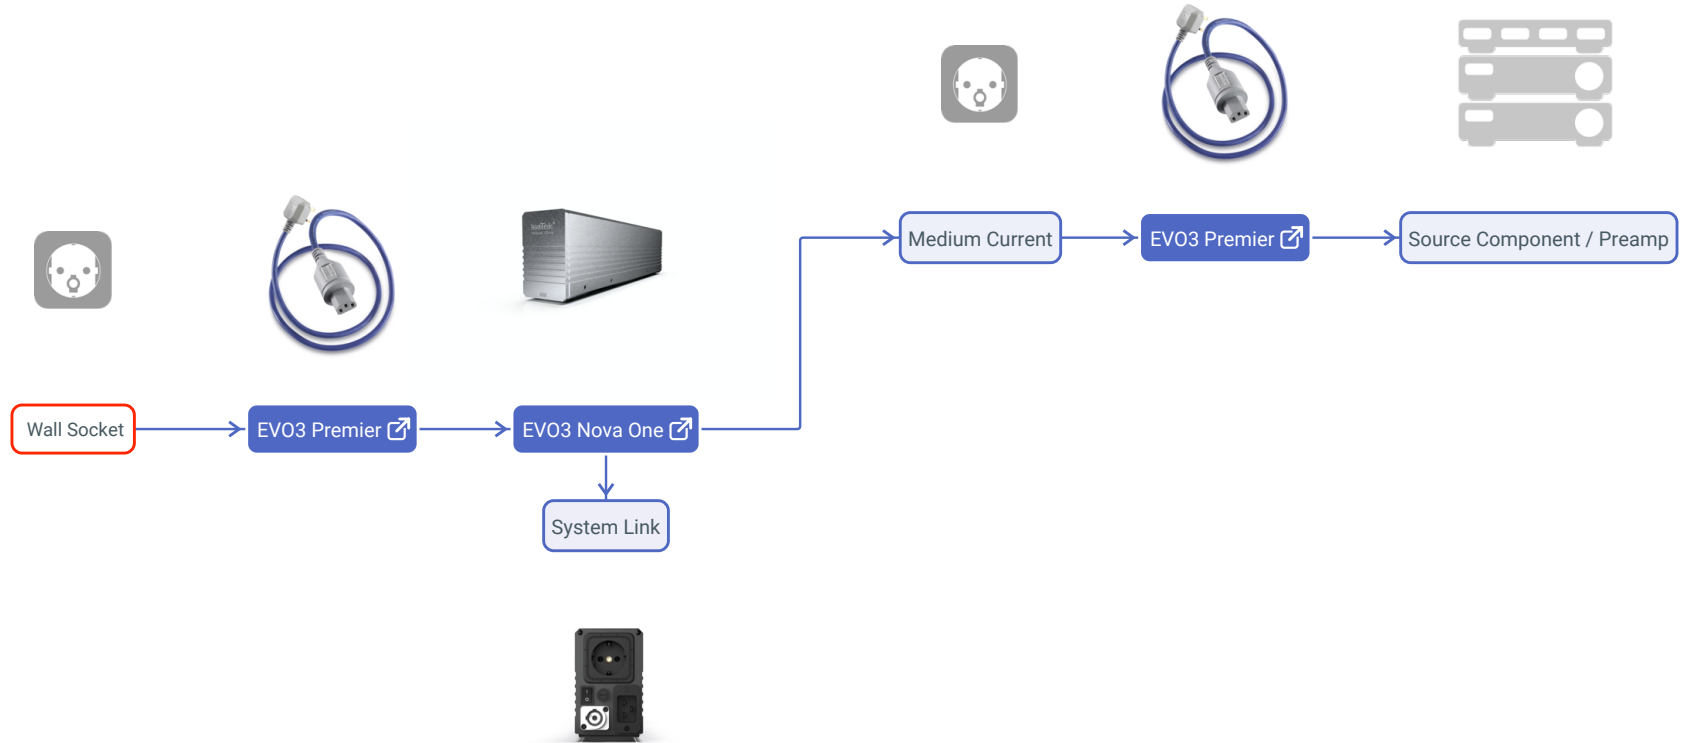 Medium Current
EVO3 Premier
Source Component / Preamp
Wall Socket
EVO3 Premier
EVO3 Nova One
System Link